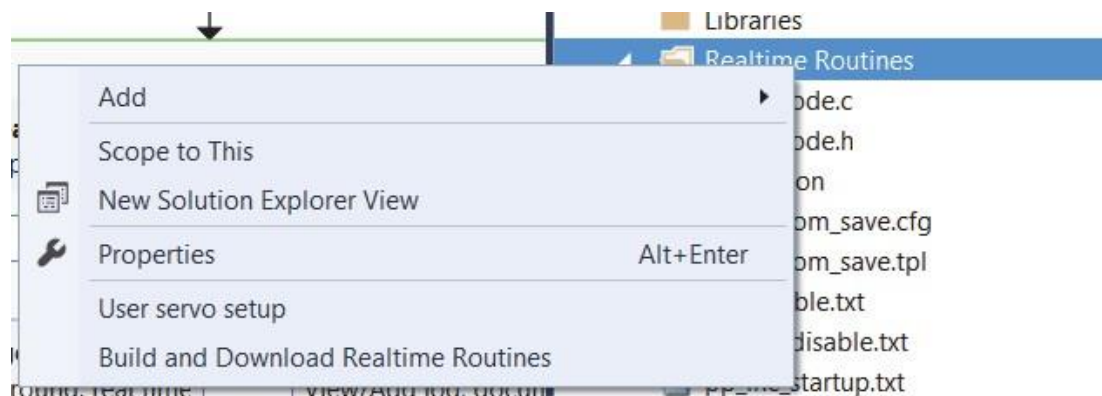 Libraries
Realtime Routines
Add
ode.c
ode.h
Scope to This
on
New Solution Explorer View
om_save.cfg
Properties Alt+Enter
om_save.tpl
ble.txt
User servo setup
disable.txt
Build and Download Realtime Routines
startup.txt